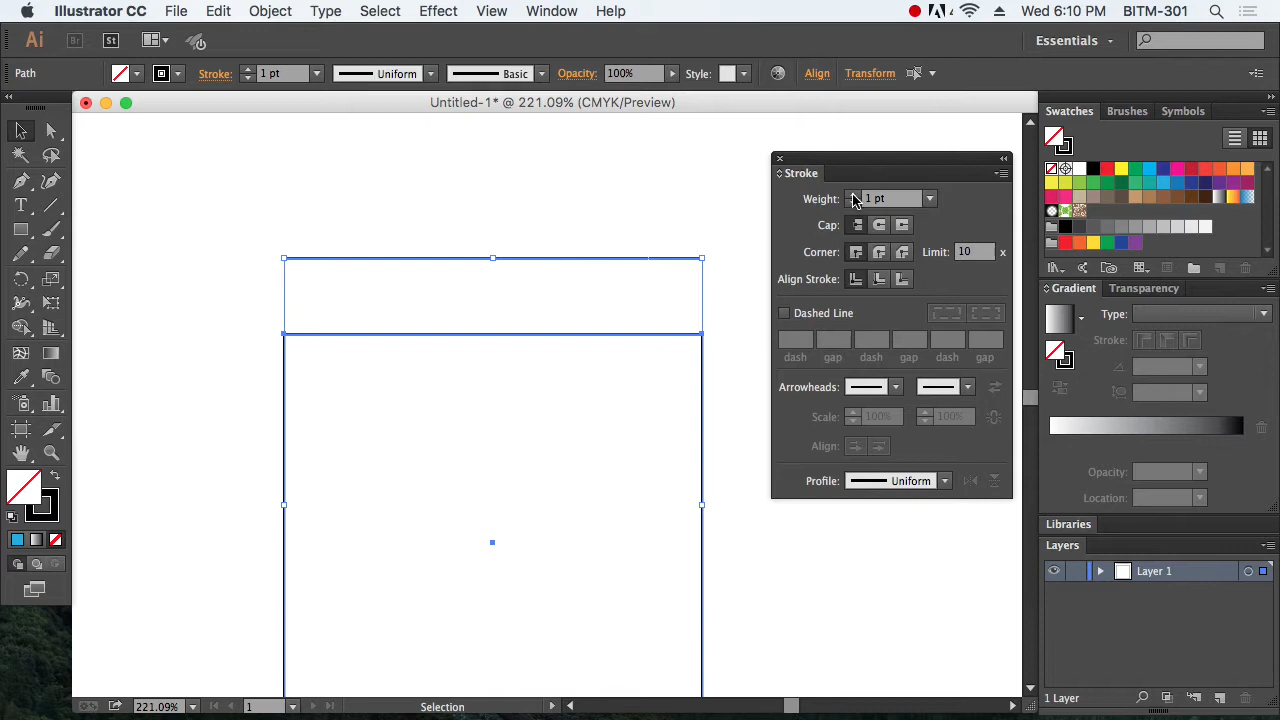 Illustrator CC File Edit Object Type Select Effect View Window Help 4 Wed 6:10 PM BITM-301
Ai Br St Essentials
Path Stroke: 1 pt Uniform Basic Opacity: 100% Style: Align Transform
Untitled-1* @ 221.09% (CMYK/Preview)
Swatches Brushes Symbols
Stroke
Weight: 1 pt
Cap:
Corner: Limit: 10 x
Align Stroke:
Dashed Line
dash gap dash gap dash gap
Arrowheads:
Scale: 100% 100%
Align:
Profile: Uniform
Gradient Transparency
Type:
Stroke:
Opacity:
Location:
Libraries
Layers
Layer 1
1 Layer
221.09% 1 Selection